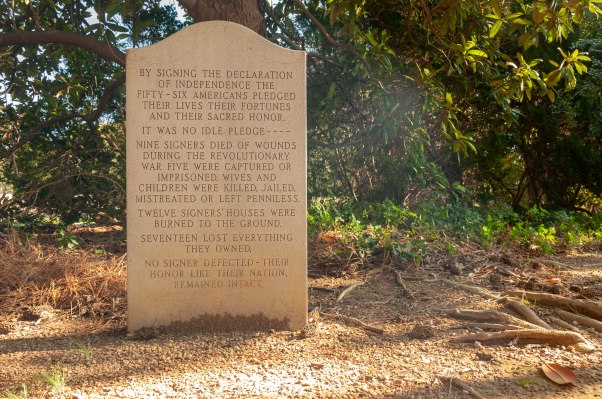 BY SIGNING THE DECLARATION
OF INDEPENDENCE THE
FIFTY-SIX AMERICANS PLEDGED
THEIR LIVES THEIR FORTUNES
AND THEIR SACRED HONOR.
IT WAS NO IDLE PLEDGE----
NINE SIGNERS DIED OF WOUNDS
DURING THE REVOLUTIONARY
WAR. FIVE WERE CAPTURED OR
IMPRISONED. WIVES AND
CHILDREN WERE KILLED, JAILED,
MISTREATED OR LEFT PENNILESS.
TWELVE SIGNERS' HOUSES WERE
BURNED TO THE GROUND.
SEVENTEEN LOST EVERYTHING
THEY OWNED.
NO SIGNER DEFECTED-THEIR
HONOR LIKE THEIR NATION,
REMAINED INTACT.